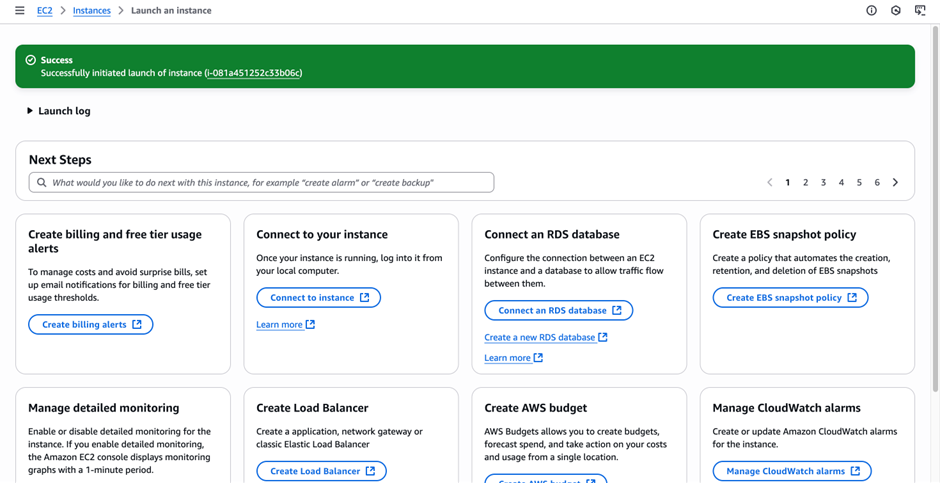 EC2 > Instances > Launch an instance
Success
Successfully initiated launch of instance (i-081a451252c33b06c)
Launch log
Next Steps
What would you like to do next with this instance, for example “create alarm” or “create backup”
1 2 3 4 5 6
Create billing and free tier usage
alerts
To manage costs and avoid surprise bills, set
up email notifications for billing and free tier
usage thresholds.
Create billing alerts
Connect to your instance
Once your instance is running, log into it from
your local computer.
Connect to instance
Learn more
Connect an RDS database
Configure the connection between an EC2
instance and a database to allow traffic flow
between them.
Connect an RDS database
Create a new RDS database
Learn more
Create EBS snapshot policy
Create a policy that automates the creation,
retention, and deletion of EBS snapshots
Create EBS snapshot policy
Manage detailed monitoring
Enable or disable detailed monitoring for the
instance. If you enable detailed monitoring,
the Amazon EC2 console displays monitoring
graphs with a 1-minute period.
Create Load Balancer
Create a application, network gateway or
classic Elastic Load Balancer
Create Load Balancer
Create AWS budget
AWS Budgets allows you to create budgets,
forecast spend, and take action on your costs
and usage from a single location.
Create AWS budget
Manage CloudWatch alarms
Create or update Amazon CloudWatch alarms
for the instance.
Manage CloudWatch alarms